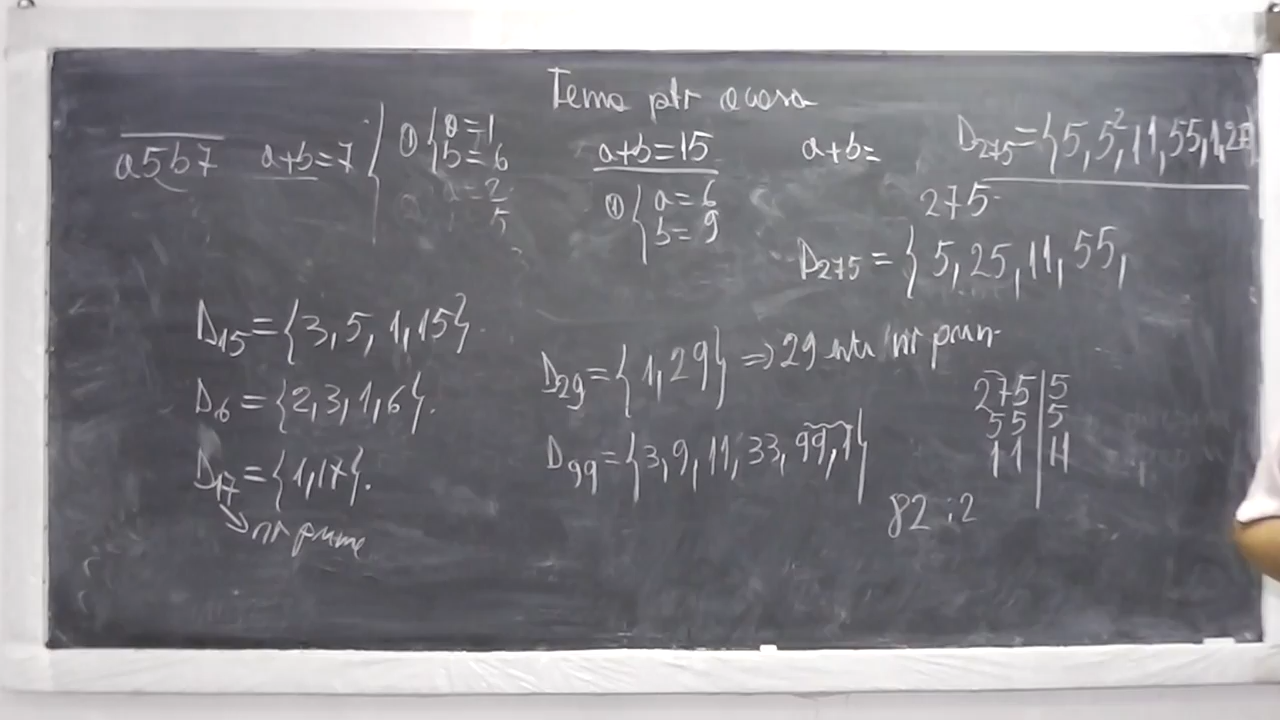 Tema ptr acasa
a5b7 a+b=7 { ① { a=1
b=6
a=2
5
a+b=15
① { a=6
b=9
a+b=
D275={5,5²,11,55,1,275
275
D275={5,25,11,55,
D15={3,5,1,15}.
D6={2,3,1,6}.
D17={1,17}.
↘ nr prime
D29={1,29} ⇒ 29 este nr prim
D99={3,9,11,33,99,1}
275|5
55|5
11|11
82:2